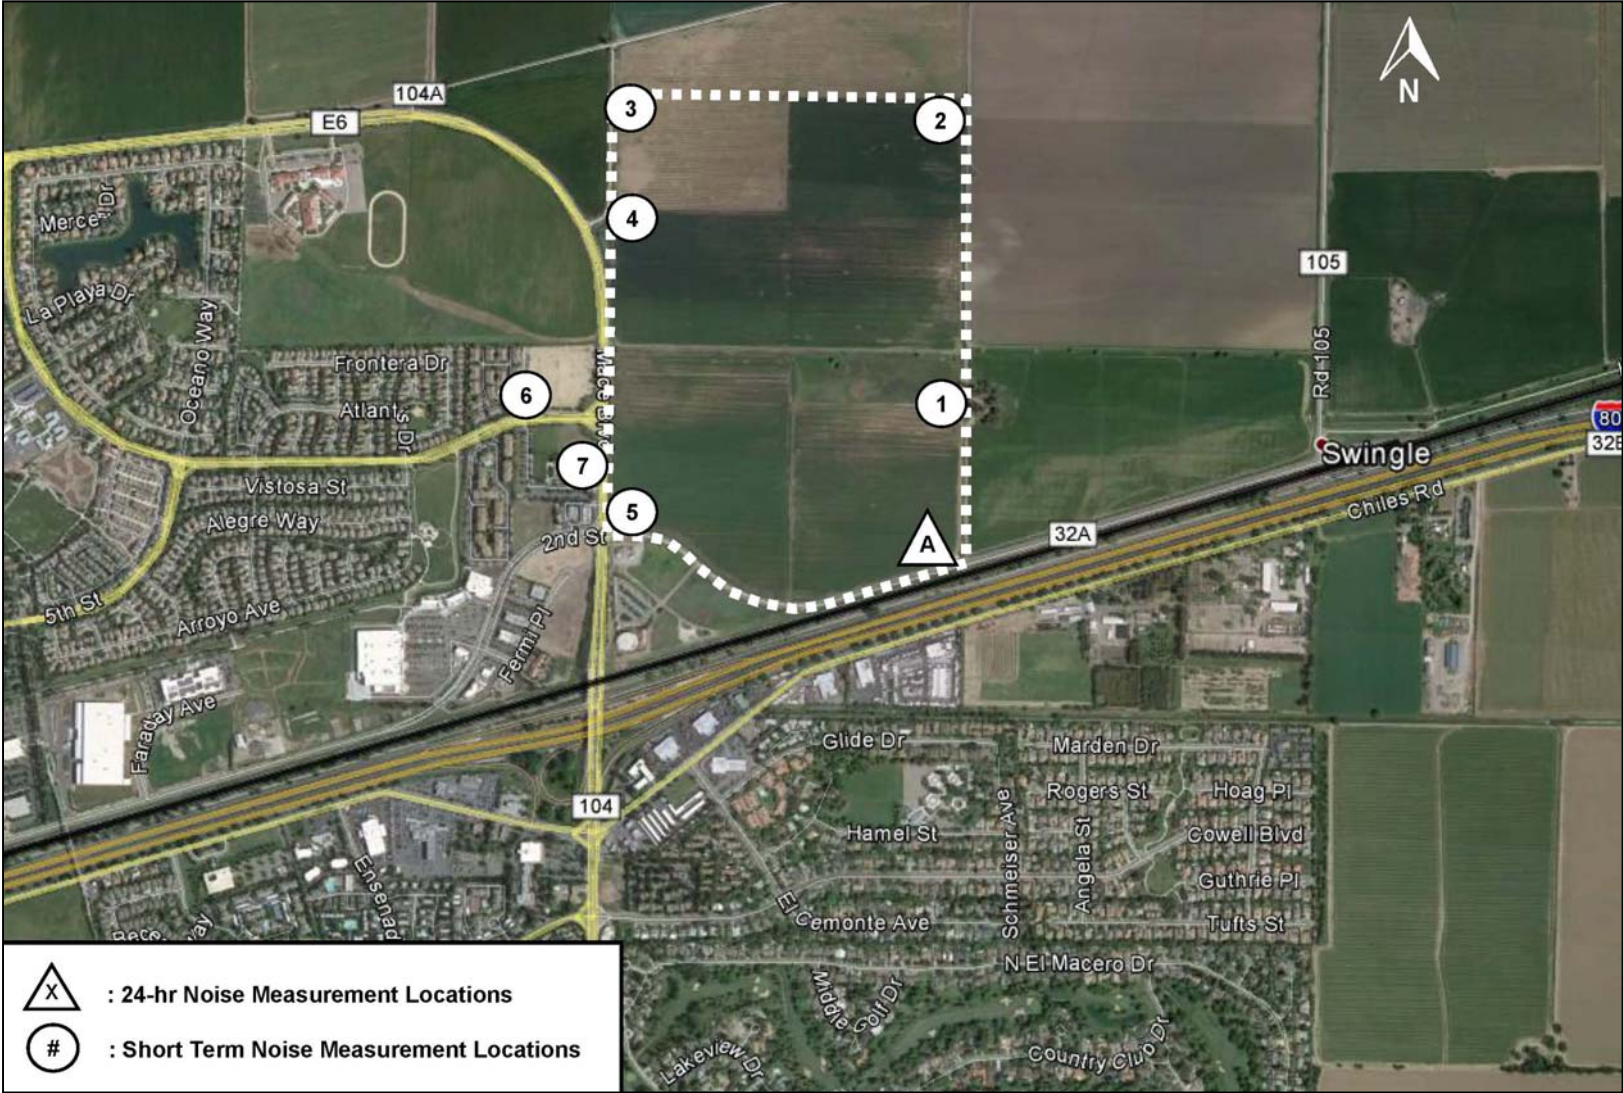 104A
E6
3
2
N
4
Merced Dr
105
La Playa Dr
Oceano Way
Frontera Dr
Mace Blvd
Rd 105
6
1
Atlantis Dr
80
32B
Swingle
7
Vistosa St
Chiles Rd
5
Alegre Way
2nd St
A
32A
5th St
Arroyo Ave
Fermi Pl
Faraday Ave
Glide Dr
Marden Dr
104
Rogers St
Hoag Pl
Schmeiser Ave
Hamel St
Angela St
Cowell Blvd
Guthrie Pl
Ensenad
El Cemonte Ave
Tufts St
N El Macero Dr
Middle Golf Dr
Lakeview Dr
Country Club Dr
X : 24-hr Noise Measurement Locations
# : Short Term Noise Measurement Locations